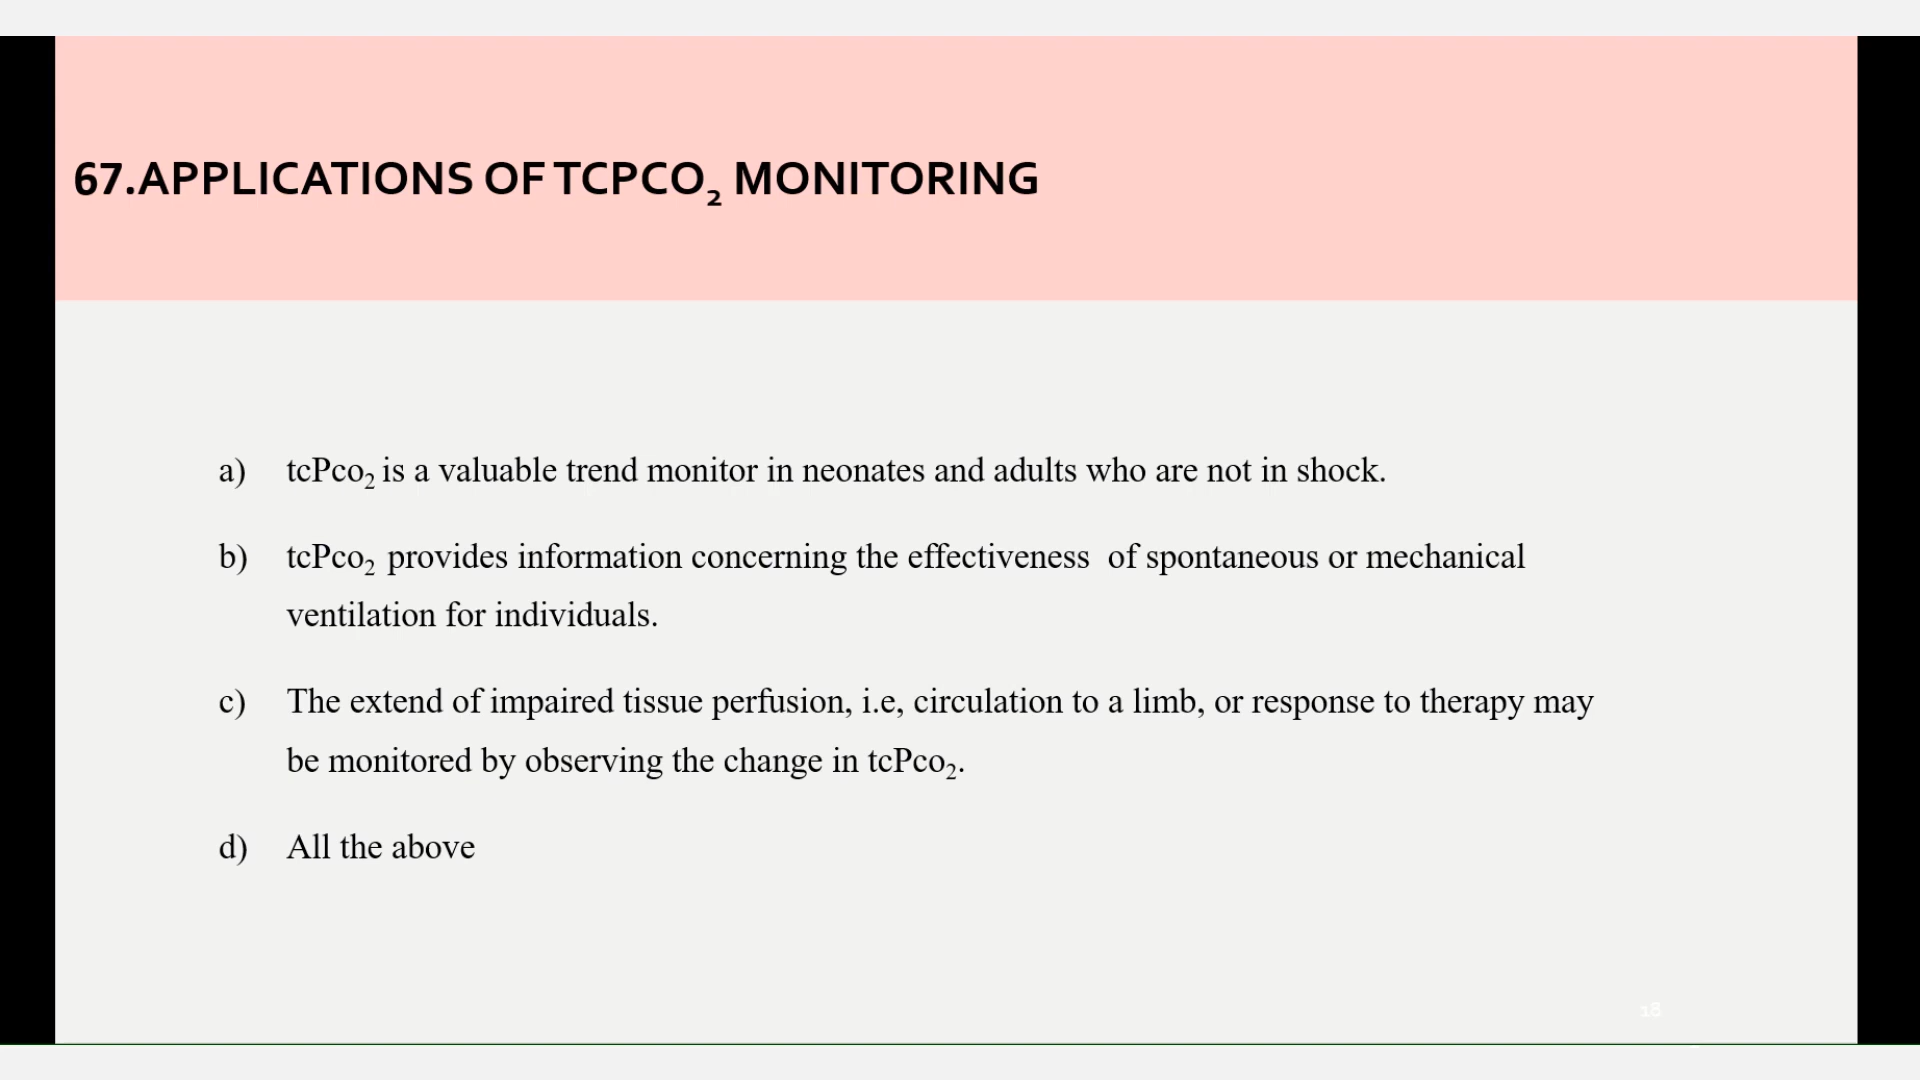 67.APPLICATIONS OF TCPCO₂ MONITORING
a) tcPco₂ is a valuable trend monitor in neonates and adults who are not in shock.
b) tcPco₂ provides information concerning the effectiveness of spontaneous or mechanical
ventilation for individuals.
c) The extend of impaired tissue perfusion, i.e, circulation to a limb, or response to therapy may
be monitored by observing the change in tcPco₂.
d) All the above
18